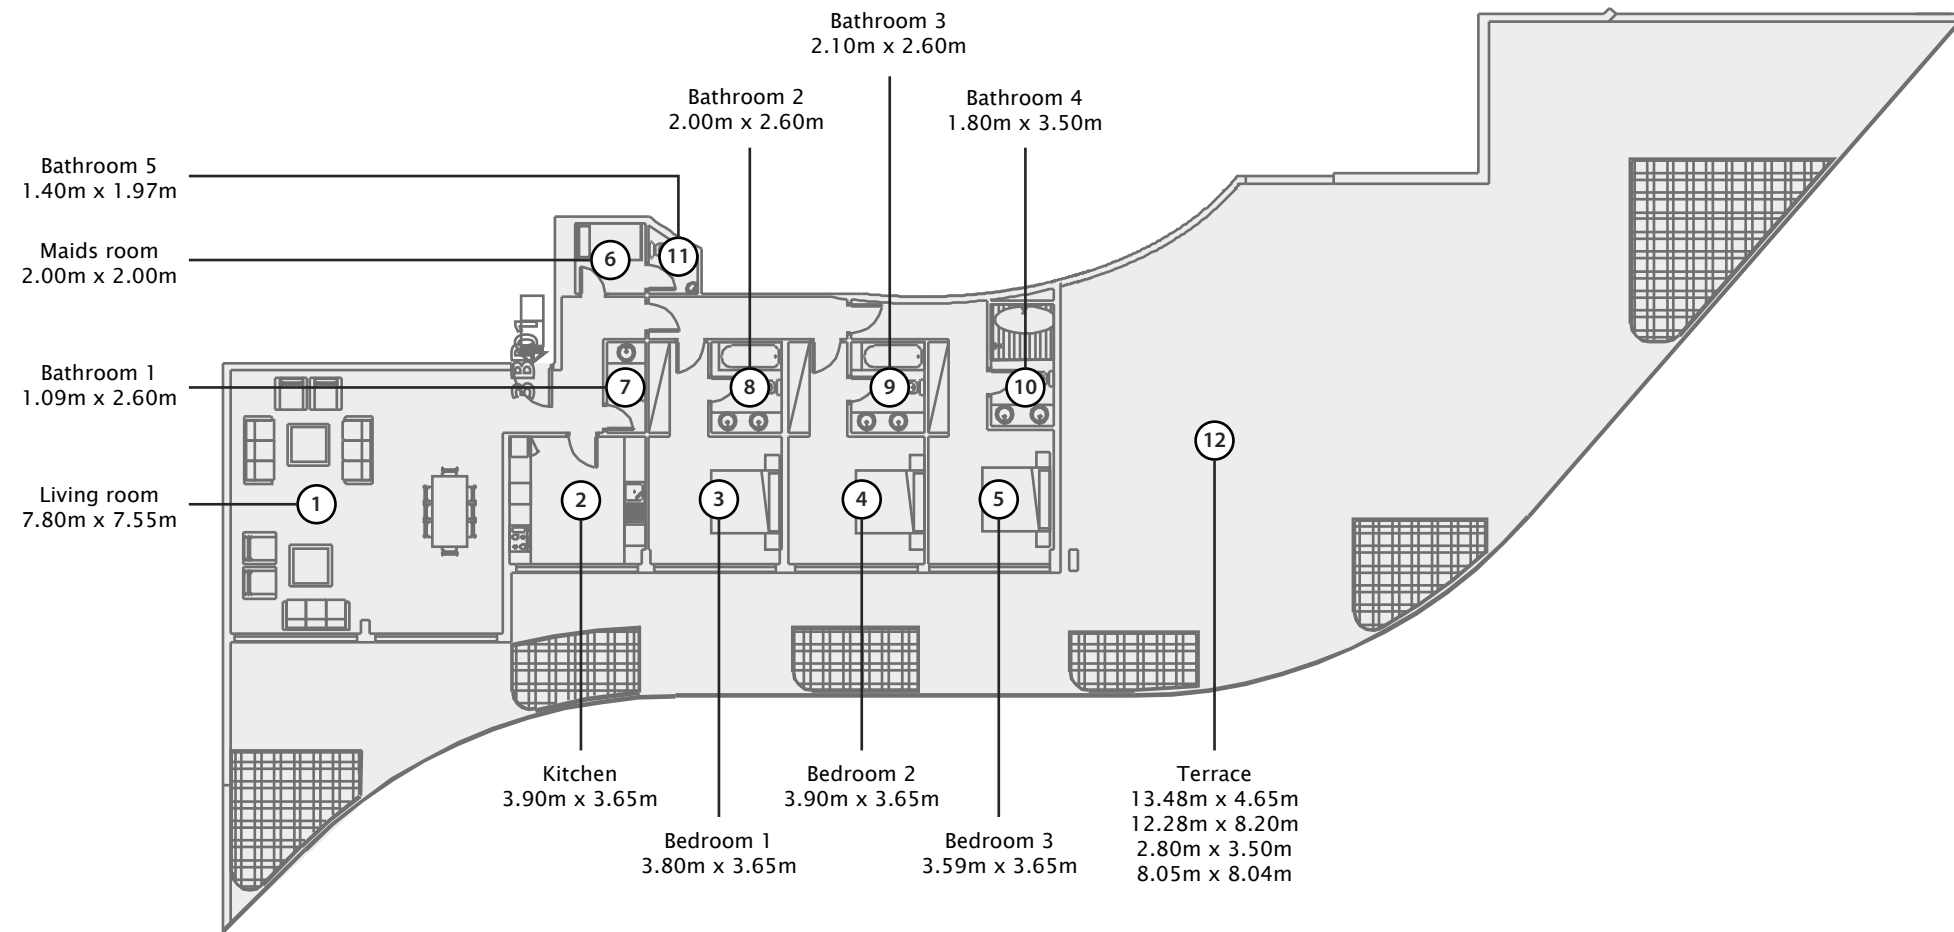 Bathroom 3
2.10m x 2.60m
Bathroom 2
2.00m x 2.60m
Bathroom 4
1.80m x 3.50m
Bathroom 5
1.40m x 1.97m
Maids room
2.00m x 2.00m
Bathroom 1
1.09m x 2.60m
Living room
7.80m x 7.55m
6
11
7
8
9
10
12
1
2
3
4
5
Kitchen
3.90m x 3.65m
Bedroom 2
3.90m x 3.65m
Terrace
13.48m x 4.65m
12.28m x 8.20m
2.80m x 3.50m
8.05m x 8.04m
Bedroom 1
3.80m x 3.65m
Bedroom 3
3.59m x 3.65m